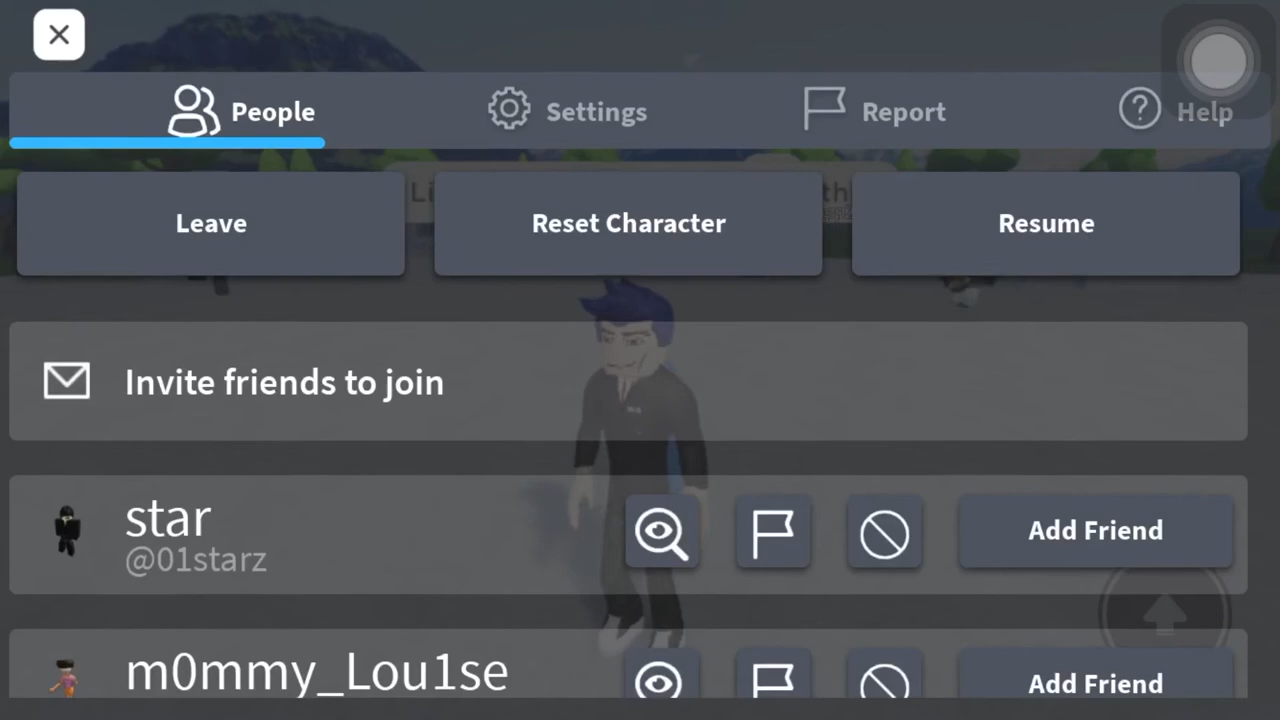 People Settings Report Help
Leave Reset Character Resume
Invite friends to join
star
@01starz
Add Friend
m0mmy_Lou1se
Add Friend